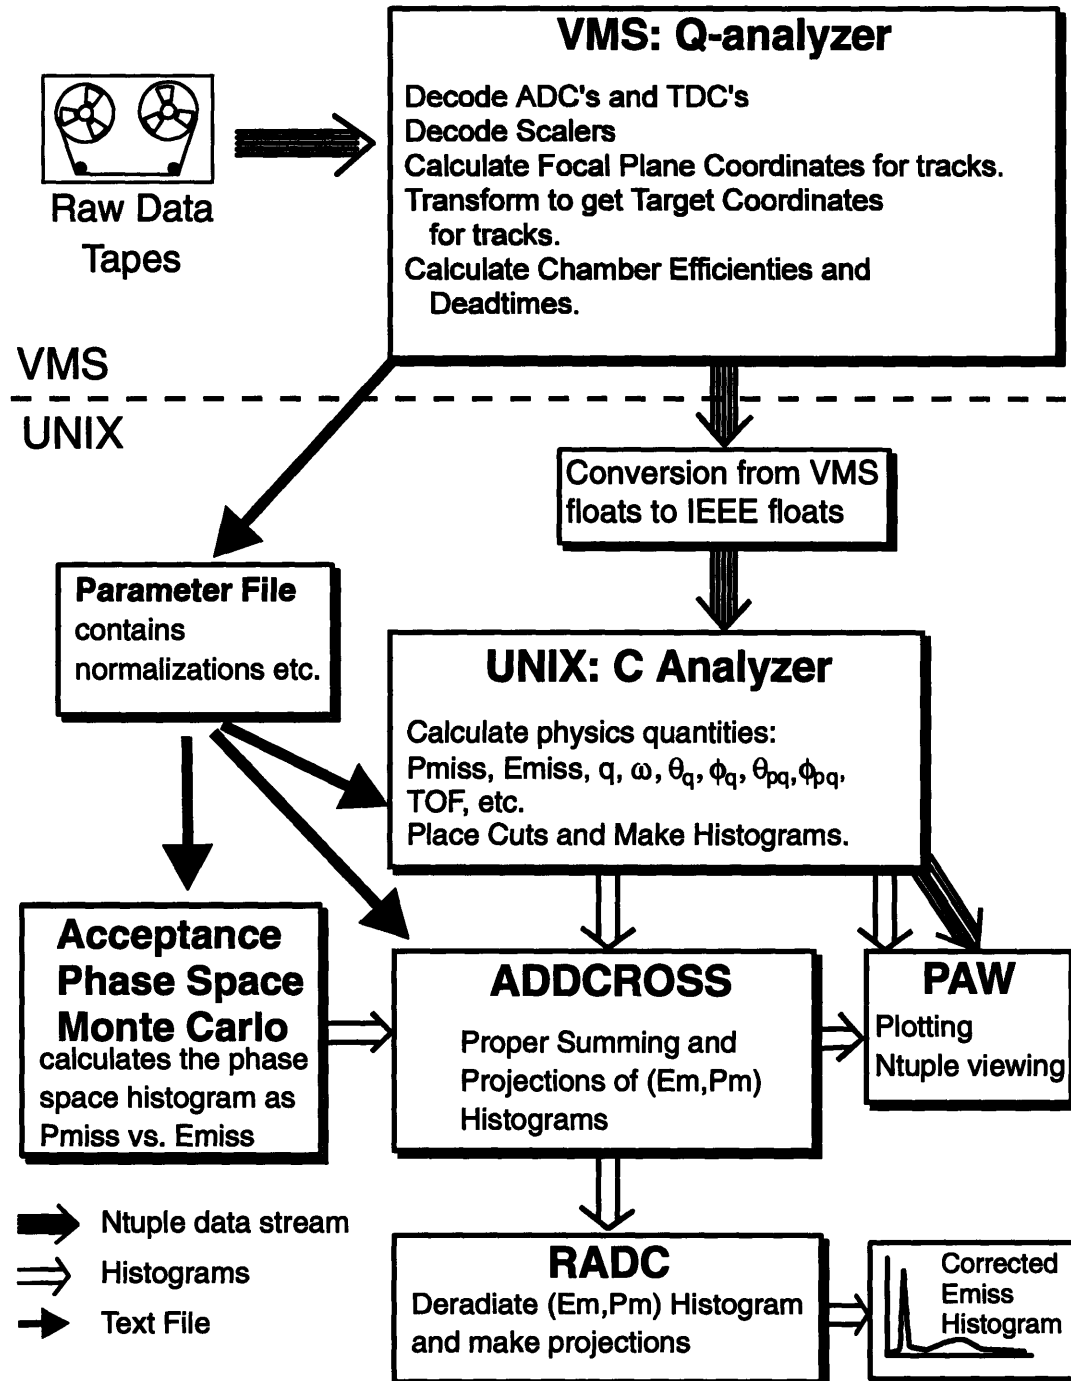 VMS: Q-analyzer
Decode ADC's and TDC's
Decode Scalers
Calculate Focal Plane Coordinates for tracks.
Transform to get Target Coordinates
for tracks.
Calculate Chamber Efficienties and
Deadtimes.
Raw Data
Tapes
VMS
UNIX
Conversion from VMS
floats to IEEE floats
Parameter File
contains
normalizations etc.
UNIX: C Analyzer
Calculate physics quantities:
Pmiss, Emiss, q, ω, θq, ϕq, θpq,ϕpq,
TOF, etc.
Place Cuts and Make Histograms.
Acceptance
Phase Space
Monte Carlo
calculates the phase
space histogram as
Pmiss vs. Emiss
ADDCROSS
Proper Summing and
Projections of (Em,Pm)
Histograms
PAW
Plotting
Ntuple viewing
Ntuple data stream
Histograms
Text File
RADC
Deradiate (Em,Pm) Histogram
and make projections
Corrected
Emiss
Histogram